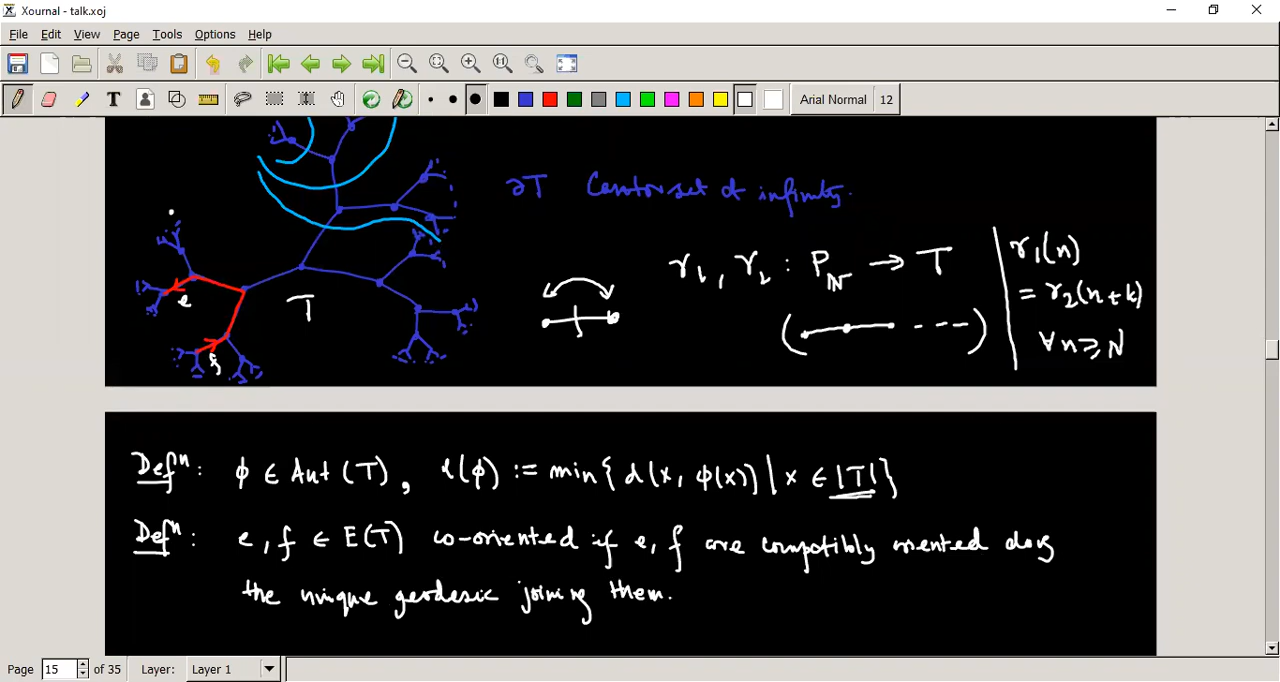 Xournal - talk.xoj
File Edit View Page Tools Options Help
Arial Normal 12
∂T Cantor set at infinity.
γ₁, γ₂ : P_ℕ → T
γ₁(n)
= γ₂(n+k)
∀ n ⩾ N
e
f
T
Defⁿ: φ ∈ Aut(T), ℓ(φ) := min{ d(x, φ(x)) | x ∈ |T| }
Defⁿ: e, f ∈ E(T) co-oriented if e, f are compatibly oriented along
the unique geodesic joining them.
Page 15 of 35 Layer: Layer 1